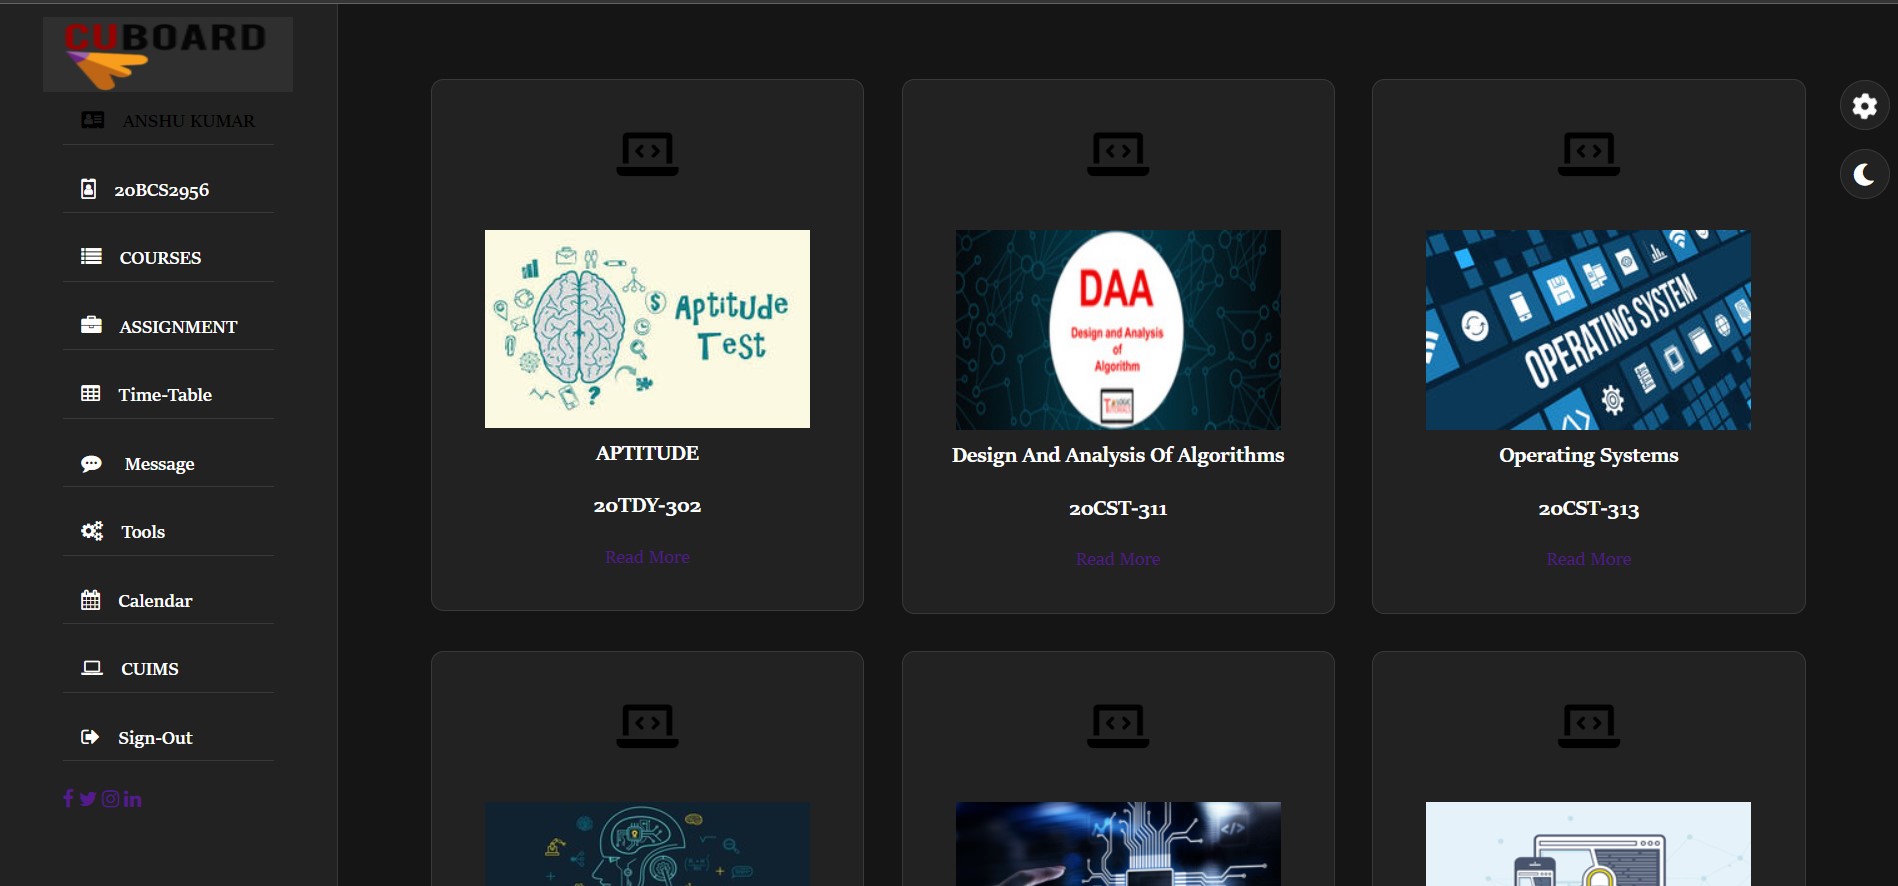 CUBOARD
ANSHU KUMAR
20BCS2956
COURSES
ASSIGNMENT
Time-Table
Message
Tools
Calendar
CUIMS
Sign-Out
Aptitude
Test
APTITUDE
20TDY-302
Read More
DAA
Design and Analysis
of
Algorithm
Design And Analysis Of Algorithms
20CST-311
Read More
OPERATING SYSTEM
Operating Systems
20CST-313
Read More